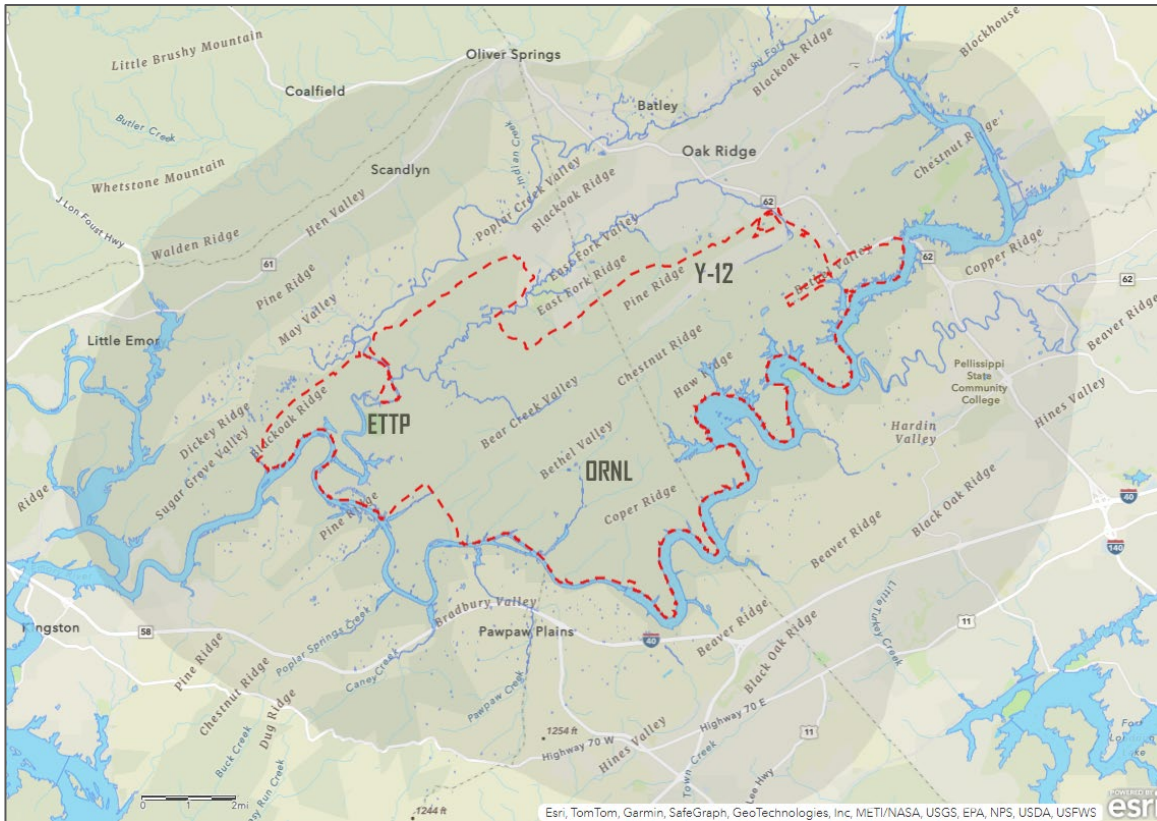 Little Brushy Mountain
Oliver Springs
Coalfield
Butler Creek
Batley
Blackoak Ridge
Blockhouse
Indian Creek
Oak Ridge
Chestnut Ridge
Whetstone Mountain
Scandlyn
Poplar Creek Valley
Blackoak Ridge
J Lon Foust Hwy
Walden Ridge
Hen Valley
62
61
East Fork Valley
East Fork Ridge
Pine Ridge
Y-12
62
Copper Ridge
62
Pine Ridge
May Valley
Little Emor
Beaver Ridge
Chestnut Ridge
Haw Ridge
Pellissippi
State
Community
College
Hines Valley
Dickey Ridge
Blackoak Ridge
ETTP
Bear Creek Valley
Hardin
Valley
Sugar Grove Valley
Bethel Valley
ORNL
Ridge
Pine Ridge
Coper Ridge
Black Oak Ridge
40
140
Beaver Ridge
Bradbury Valley
Little Turkey Creek
58
Pawpaw Plains
40
Beaver Ridge
11
Pine Ridge
Poplar Springs Creek
Caney Creek
Black Oak Ridge
Chestnut Ridge
Dug Ridge
Pawpaw Creek
Highway 70 E
1254 ft
Highway 70 W
Hines Valley
11
Buck Creek
Town Creek
Lee Hwy
0 1 2mi
1244 ft
Esri, TomTom, Garmin, SafeGraph, GeoTechnologies, Inc, METI/NASA, USGS, EPA, NPS, USDA, USFWS
POWERED BY
esri